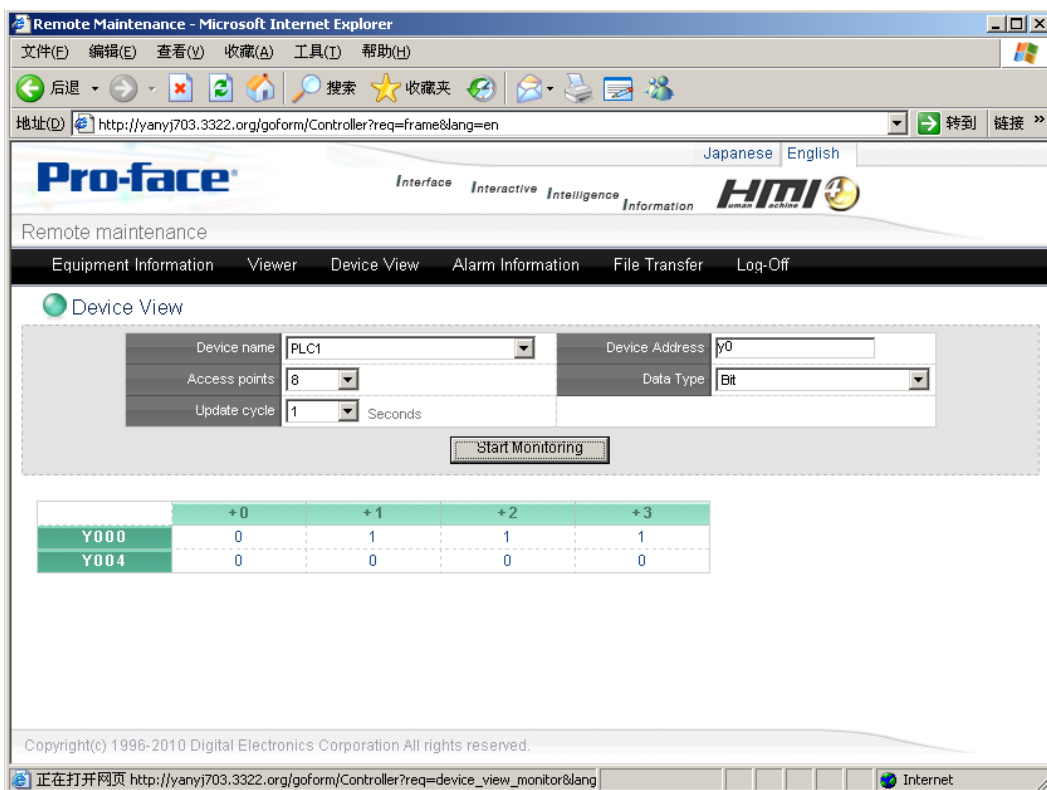 Remote Maintenance - Microsoft Internet Explorer
文件(F) 编辑(E) 查看(V) 收藏(A) 工具(T) 帮助(H)
后退 搜索 收藏夹
地址(D) http://yanyj703.3322.org/goform/Controller?req=frame&lang=en 转到 链接 »
Japanese English
Pro-face Interface Interactive Intelligence Information HMI Human Machine 4
Remote maintenance
Equipment Information Viewer Device View Alarm Information File Transfer Log-Off
Device View
Device name PLC1 Device Address y0
Access points 8 Data Type Bit
Update cycle 1 Seconds
Start Monitoring
+0 +1 +2 +3
Y000 0 1 1 1
Y004 0 0 0 0
Copyright(c) 1996-2010 Digital Electronics Corporation All rights reserved.
正在打开网页 http://yanyj703.3322.org/goform/Controller?req=device_view_monitor&lang Internet